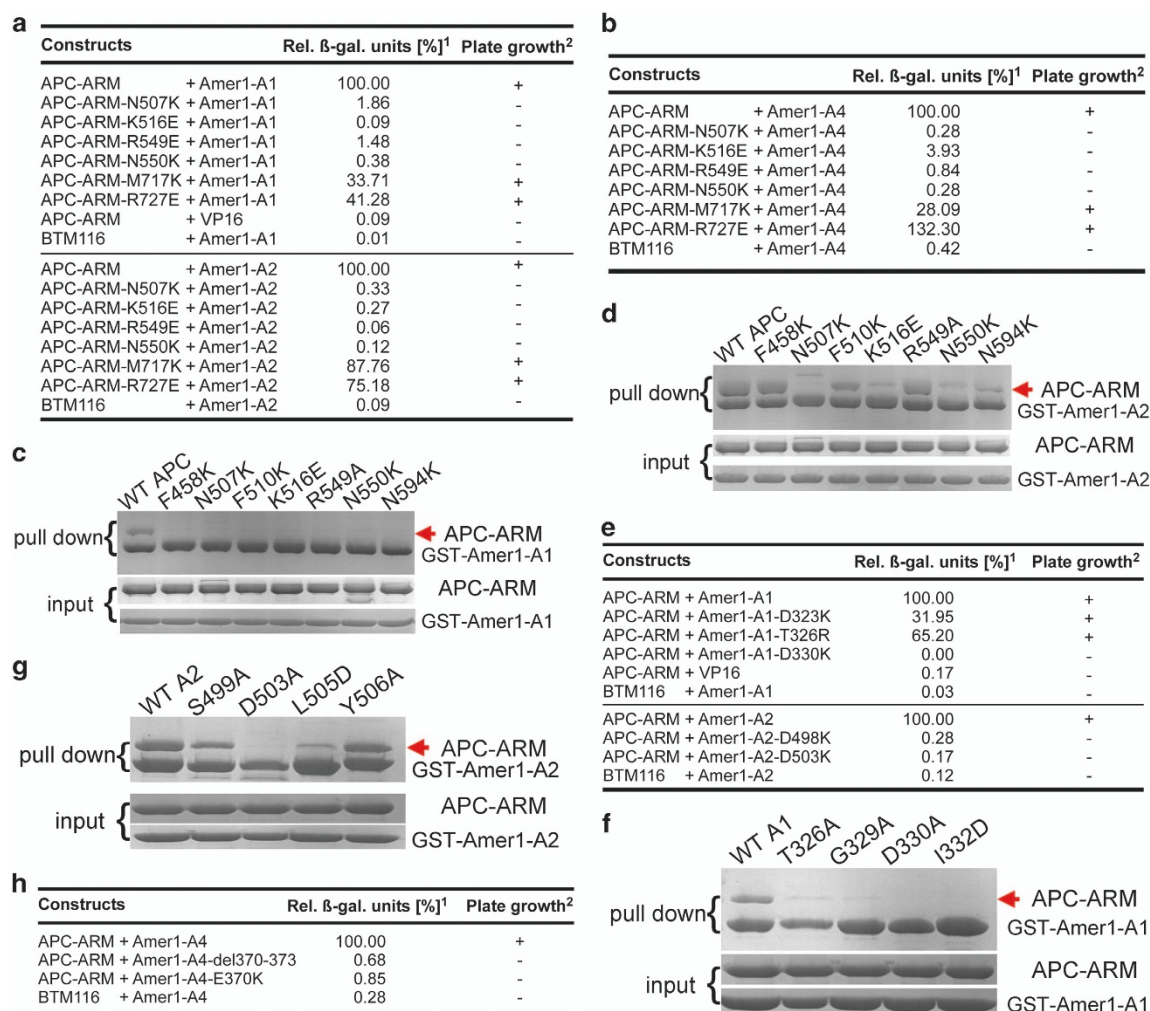 a
Constructs Rel. ß-gal. units [%]1 Plate growth2
APC-ARM + Amer1-A1 100.00 +
APC-ARM-N507K + Amer1-A1 1.86 -
APC-ARM-K516E + Amer1-A1 0.09 -
APC-ARM-R549E + Amer1-A1 1.48 -
APC-ARM-N550K + Amer1-A1 0.38 -
APC-ARM-M717K + Amer1-A1 33.71 +
APC-ARM-R727E + Amer1-A1 41.28 +
APC-ARM + VP16 0.09 -
BTM116 + Amer1-A1 0.01 -
APC-ARM + Amer1-A2 100.00 +
APC-ARM-N507K + Amer1-A2 0.33 -
APC-ARM-K516E + Amer1-A2 0.27 -
APC-ARM-R549E + Amer1-A2 0.06 -
APC-ARM-N550K + Amer1-A2 0.12 -
APC-ARM-M717K + Amer1-A2 87.76 +
APC-ARM-R727E + Amer1-A2 75.18 +
BTM116 + Amer1-A2 0.09 -
b
Constructs Rel. ß-gal. units [%]1 Plate growth2
APC-ARM + Amer1-A4 100.00 +
APC-ARM-N507K + Amer1-A4 0.28 -
APC-ARM-K516E + Amer1-A4 3.93 -
APC-ARM-R549E + Amer1-A4 0.84 -
APC-ARM-N550K + Amer1-A4 0.28 -
APC-ARM-M717K + Amer1-A4 28.09 +
APC-ARM-R727E + Amer1-A4 132.30 +
BTM116 + Amer1-A4 0.42 -
c
WT APC F458K N507K F510K K516E R549A N550K N594K
pull down { APC-ARM
GST-Amer1-A1
input { APC-ARM
GST-Amer1-A1
d
WT APC F458K N507K F510K K516E R549A N550K N594K
pull down { APC-ARM
GST-Amer1-A2
input { APC-ARM
GST-Amer1-A2
e
Constructs Rel. ß-gal. units [%]1 Plate growth2
APC-ARM + Amer1-A1 100.00 +
APC-ARM + Amer1-A1-D323K 31.95 +
APC-ARM + Amer1-A1-T326R 65.20 +
APC-ARM + Amer1-A1-D330K 0.00 -
APC-ARM + VP16 0.17 -
BTM116 + Amer1-A1 0.03 -
APC-ARM + Amer1-A2 100.00 +
APC-ARM + Amer1-A2-D498K 0.28 -
APC-ARM + Amer1-A2-D503K 0.17 -
BTM116 + Amer1-A2 0.12 -
g
WT A2 S499A D503A L505D Y506A
pull down { APC-ARM
GST-Amer1-A2
input { APC-ARM
GST-Amer1-A2
f
WT A1 T326A G329A D330A I332D
pull down { APC-ARM
GST-Amer1-A1
input { APC-ARM
GST-Amer1-A1
h
Constructs Rel. ß-gal. units [%]1 Plate growth2
APC-ARM + Amer1-A4 100.00 +
APC-ARM + Amer1-A4-del370-373 0.68 -
APC-ARM + Amer1-A4-E370K 0.85 -
BTM116 + Amer1-A4 0.28 -